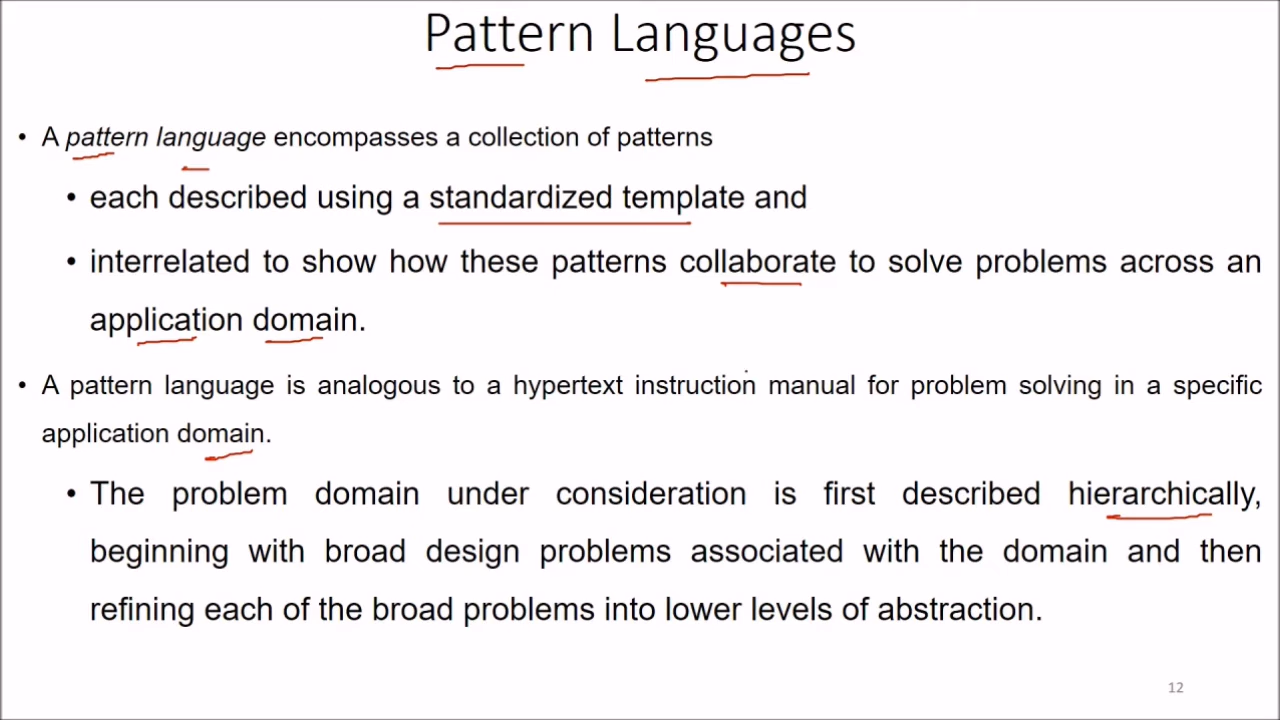 Pattern Languages
• A pattern language encompasses a collection of patterns
• each described using a standardized template and
• interrelated to show how these patterns collaborate to solve problems across an
application domain.
• A pattern language is analogous to a hypertext instruction manual for problem solving in a specific
application domain.
• The problem domain under consideration is first described hierarchically,
beginning with broad design problems associated with the domain and then
refining each of the broad problems into lower levels of abstraction.
12